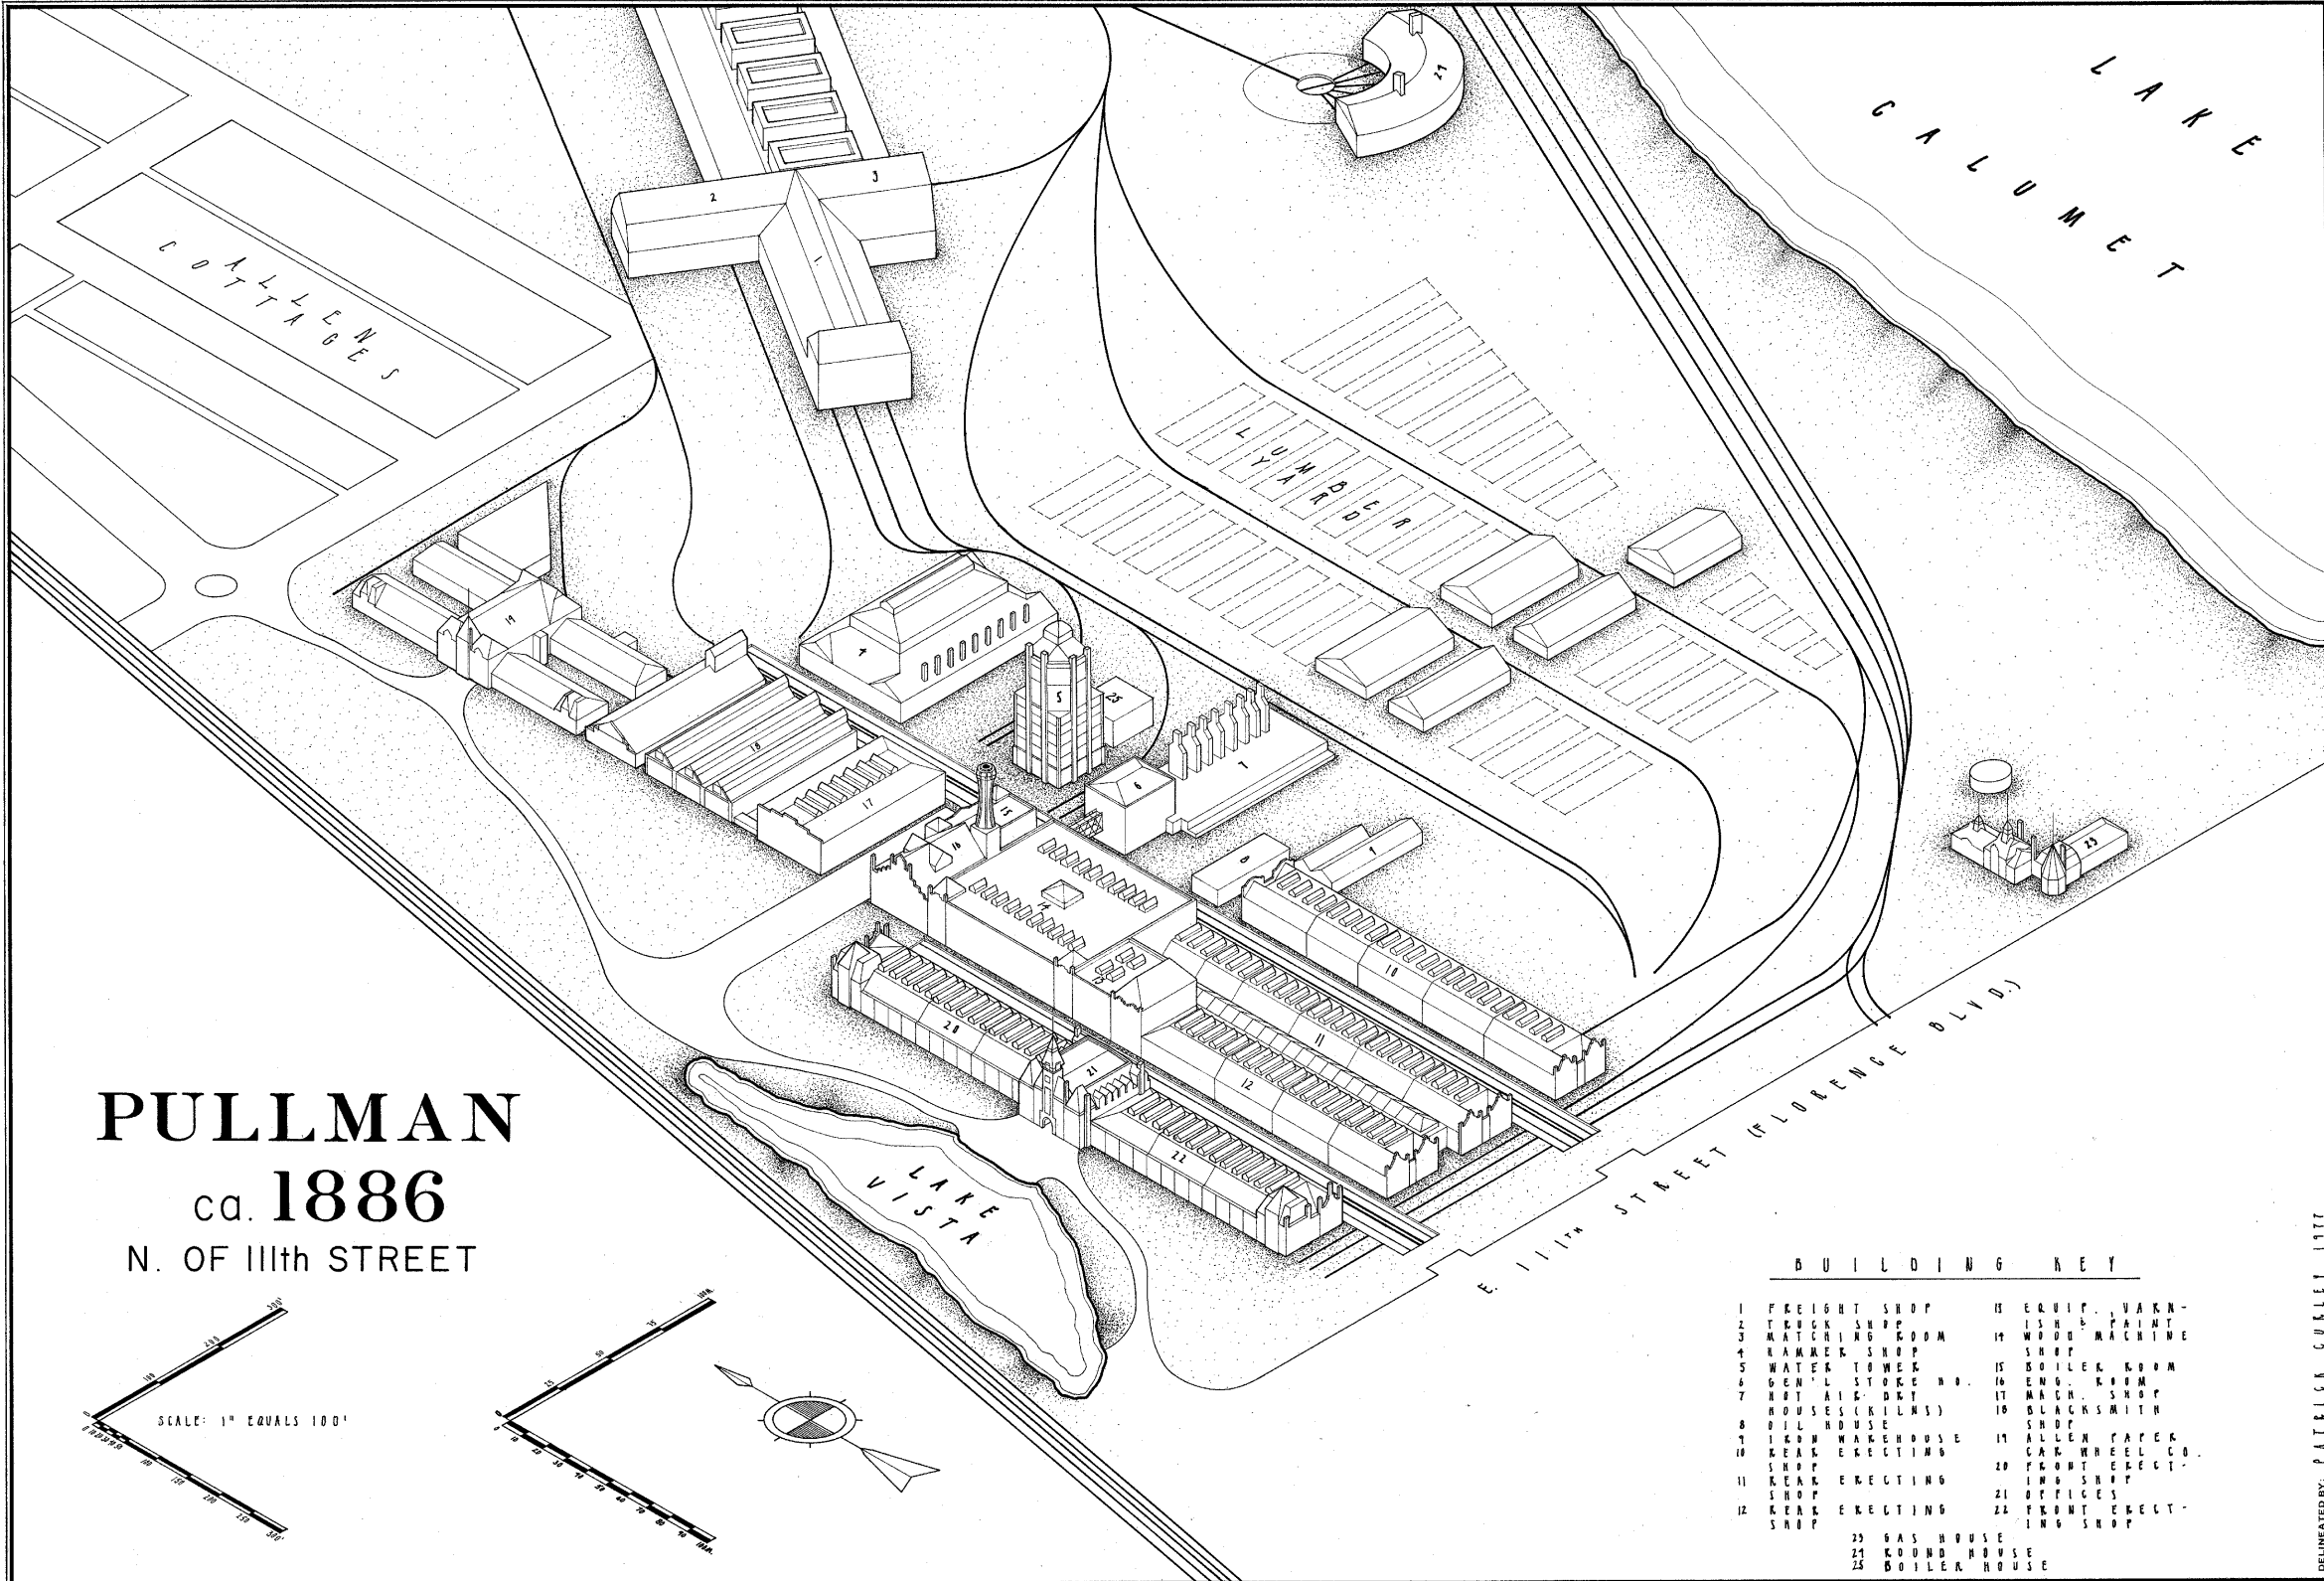 LAKE
CALUMET
ALLEN
COTTAGES
LUMBER
YARD
E. 111TH STREET (FLORENCE BLVD.)
LAKE
VISTA
PULLMAN
ca. 1886
N. OF 111th STREET
SCALE: 1" EQUALS 100'
BUILDING KEY
1 FREIGHT SHOP
2 TRUCK SHOP
3 MATCHING ROOM
4 HAMMER SHOP
5 WATER TOWER
6 GEN'L STORE HO.
7 HOT AIR DRY
HOUSES (KILNS)
8 OIL HOUSE
9 IRON WAREHOUSE
10 REAR ERECTING
SHOP
11 REAR ERECTING
SHOP
12 REAR ERECTING
SHOP
13 EQUIP., VARN-
ISH & PAINT
14 WOOD MACHINE
SHOP
15 BOILER ROOM
16 ENG. ROOM
17 MACH. SHOP
18 BLACKSMITH
SHOP
19 ALLEN PAPER
CAR WHEEL CO.
20 FRONT ERECT-
ING SHOP
21 OFFICES
22 FRONT ERECT-
ING SHOP
23 GAS HOUSE
24 ROUND HOUSE
25 BOILER HOUSE
DELINEATED BY: PATRICK CURLEY 1977